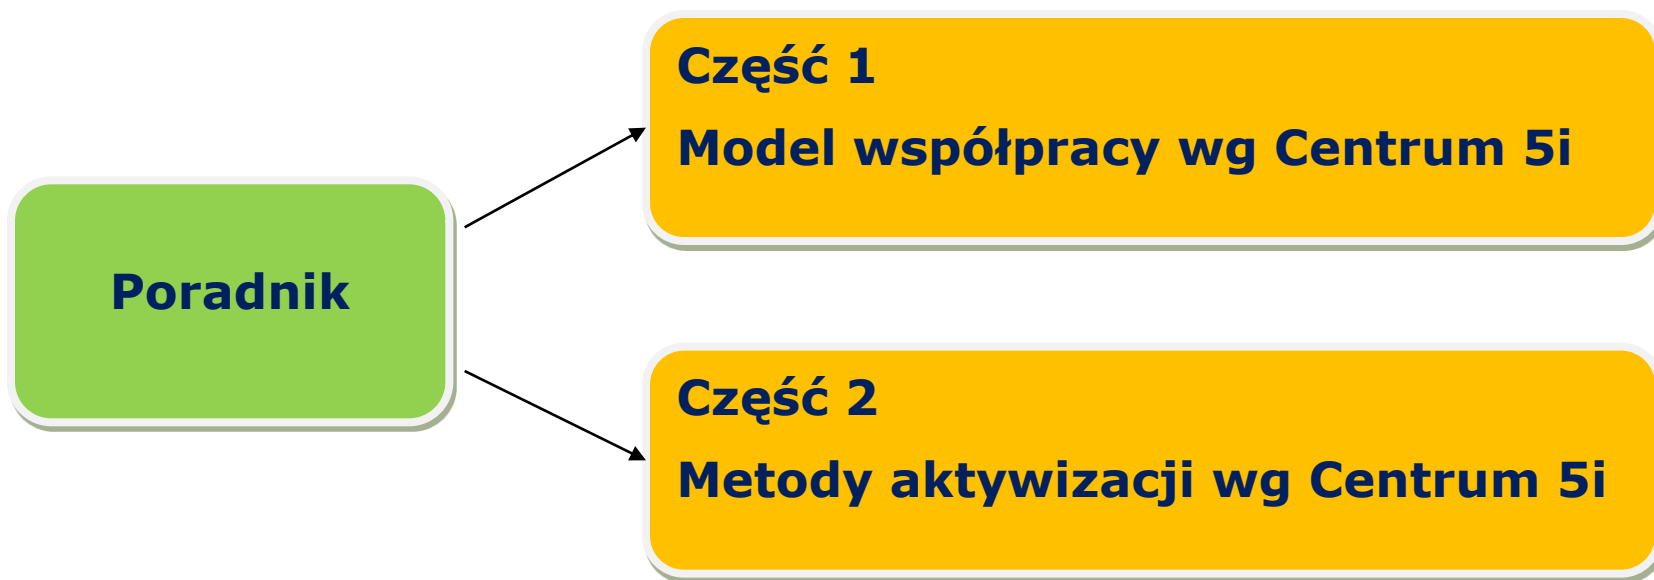 Poradnik
Część 1
Model współpracy wg Centrum 5i
Część 2
Metody aktywizacji wg Centrum 5i